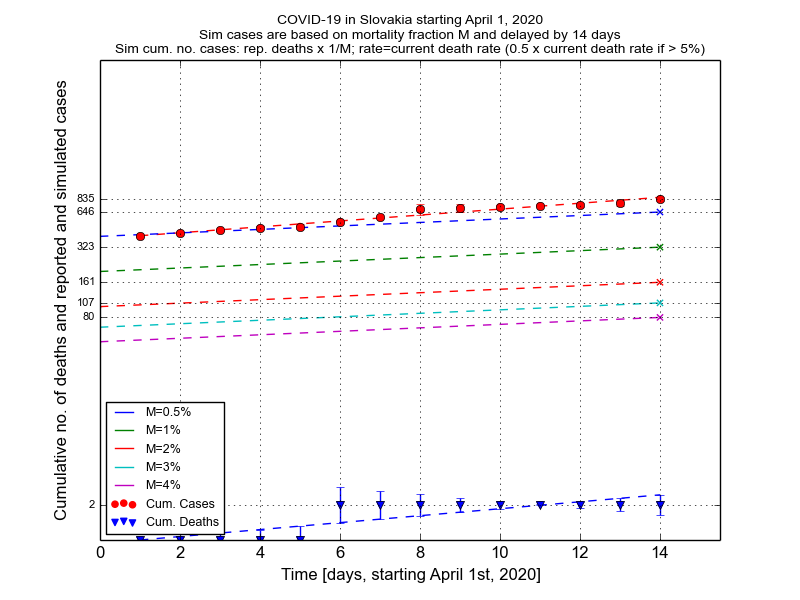 COVID-19 in Slovakia starting April 1, 2020
Sim cases are based on mortality fraction M and delayed by 14 days
Sim cum. no. cases: rep. deaths x 1/M; rate=current death rate (0.5 x current death rate if > 5%)
Cumulative no. of deaths and reported and simulated cases
835
646
323
161
107
80
2
M=0.5%
M=1%
M=2%
M=3%
M=4%
Cum. Cases
Cum. Deaths
0 2 4 6 8 10 12 14
Time [days, starting April 1st, 2020]